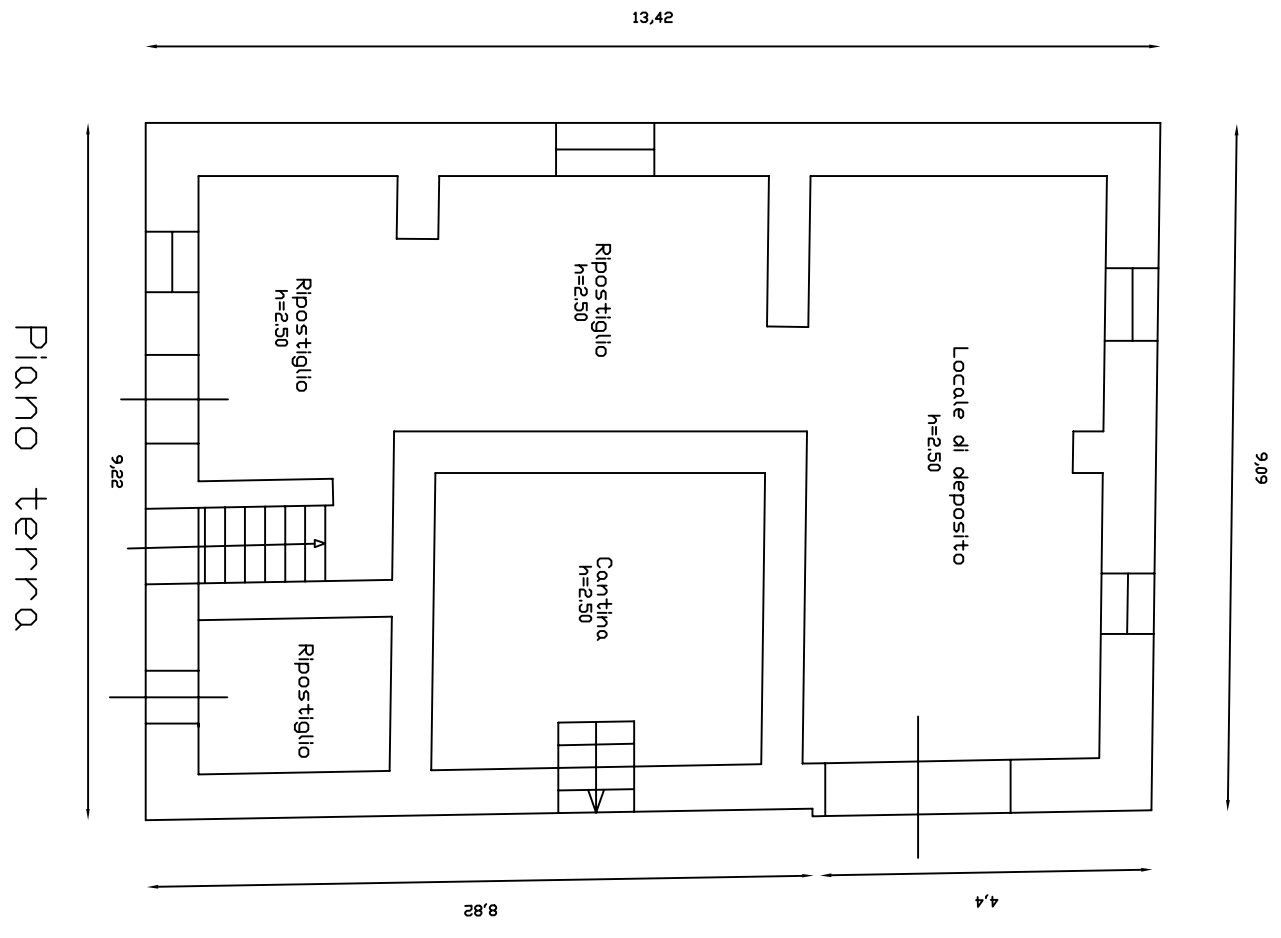 13,42
Piano terra
9,22
Ripostiglio
h=2.50
Ripostiglio
h=2.50
Locale di deposito
h=2.50
9,09
Cantina
h=2.50
Ripostiglio
8,82
4,4